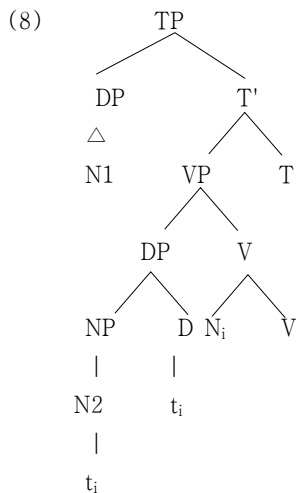 (8) TP
DP T'
△
N1 VP T
DP V
NP D Nᵢ V
| |
N2 tᵢ
|
tᵢ